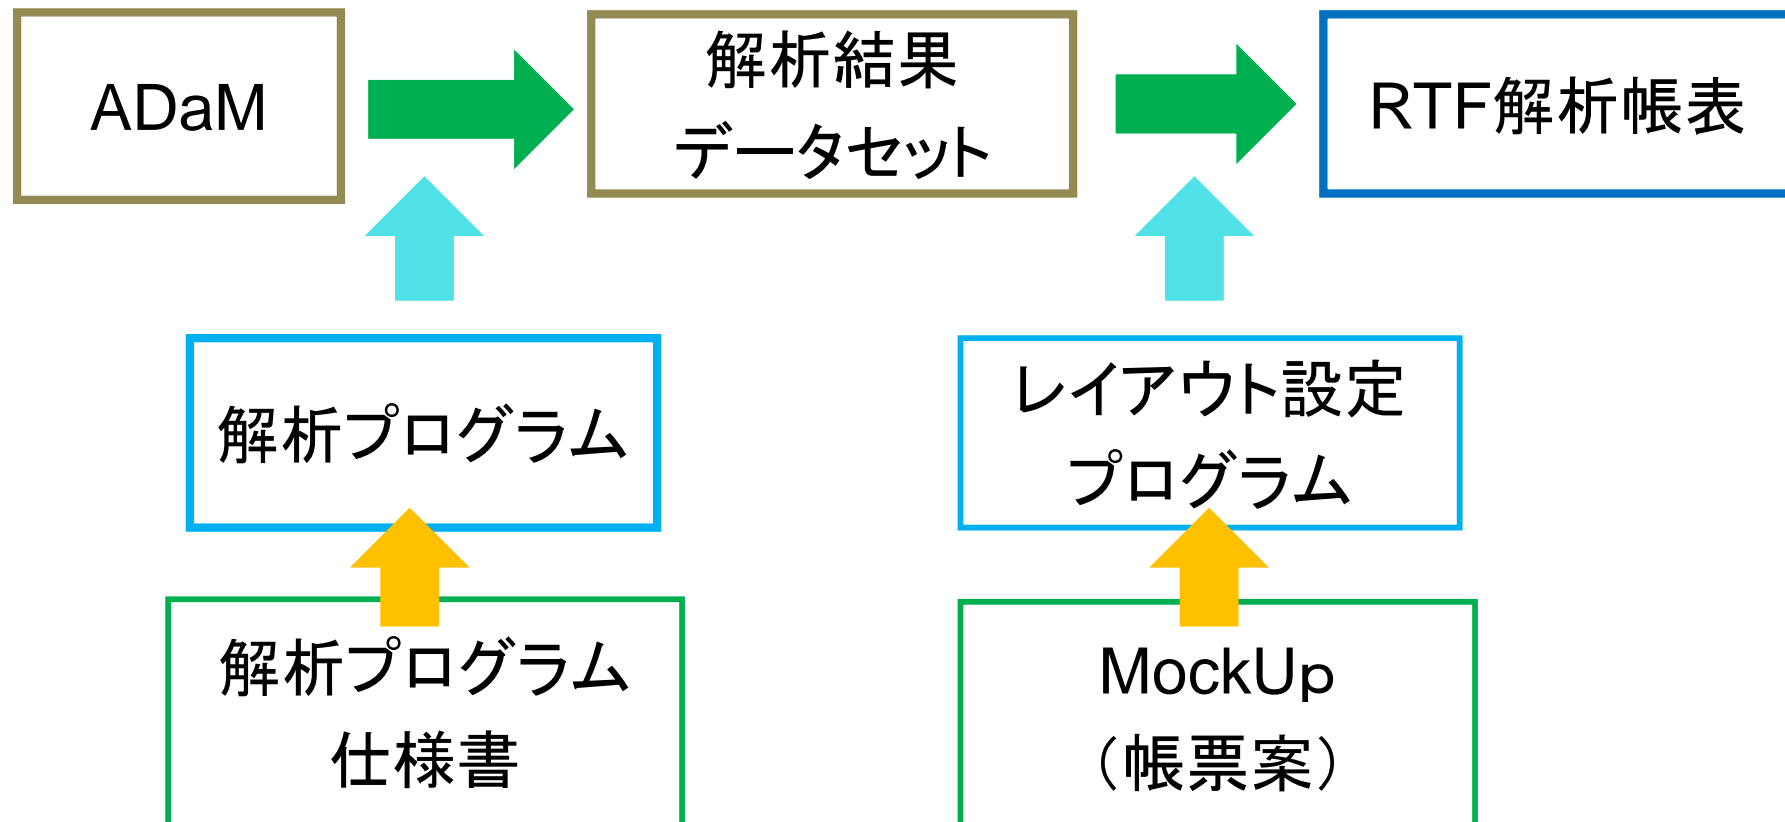 ADaM
解析結果
データセット
RTF解析帳表
解析プログラム
レイアウト設定
プログラム
解析プログラム
仕様書
MockUp
（帳票案）